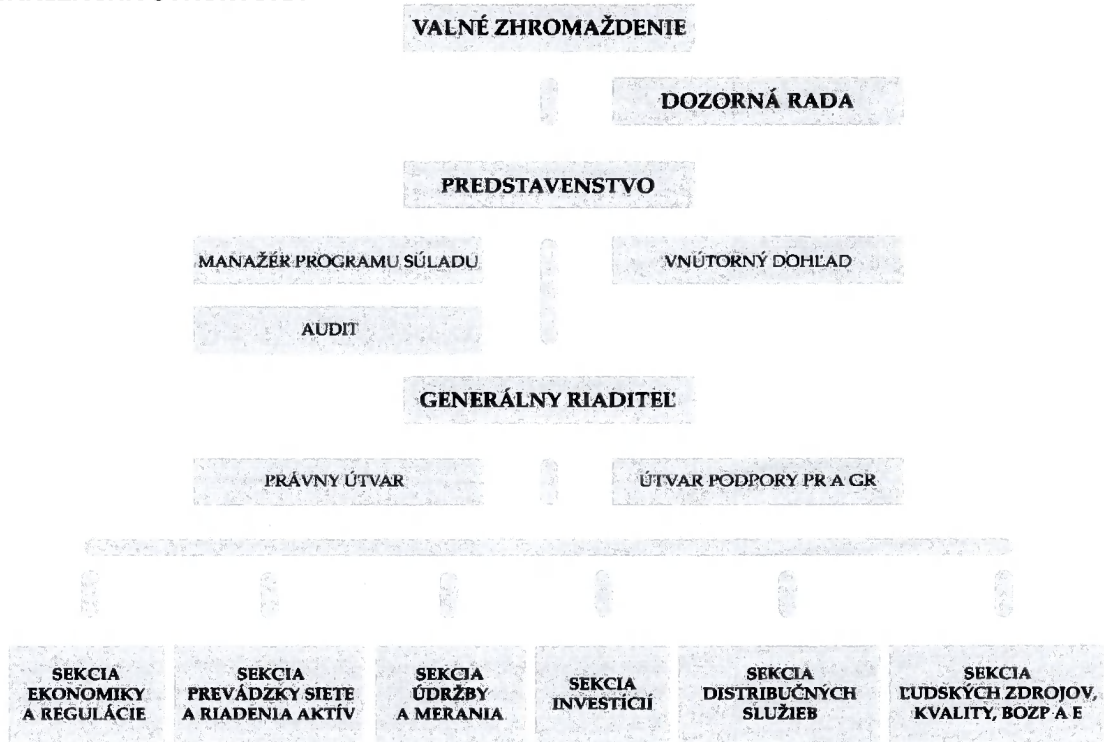 VALNÉ ZHROMAŽDENIE
DOZORNÁ RADA
PREDSTAVENSTVO
MANAŽÉR PROGRAMU SÚLADU
VNÚTORNÝ DOHĽAD
AUDIT
GENERÁLNY RIADITEĽ
PRÁVNY ÚTVAR
ÚTVAR PODPORY PR A GR
SEKCIA
EKONOMIKY
A REGULÁCIE
SEKCIA
PREVÁDZKY SIETE
A RIADENIA AKTÍV
SEKCIA
ÚDRŽBY
A MERANIA
SEKCIA
INVESTÍCIÍ
SEKCIA
DISTRIBUČNÝCH
SLUŽIEB
SEKCIA
ĽUDSKÝCH ZDROJOV,
KVALITY, BOZP A E